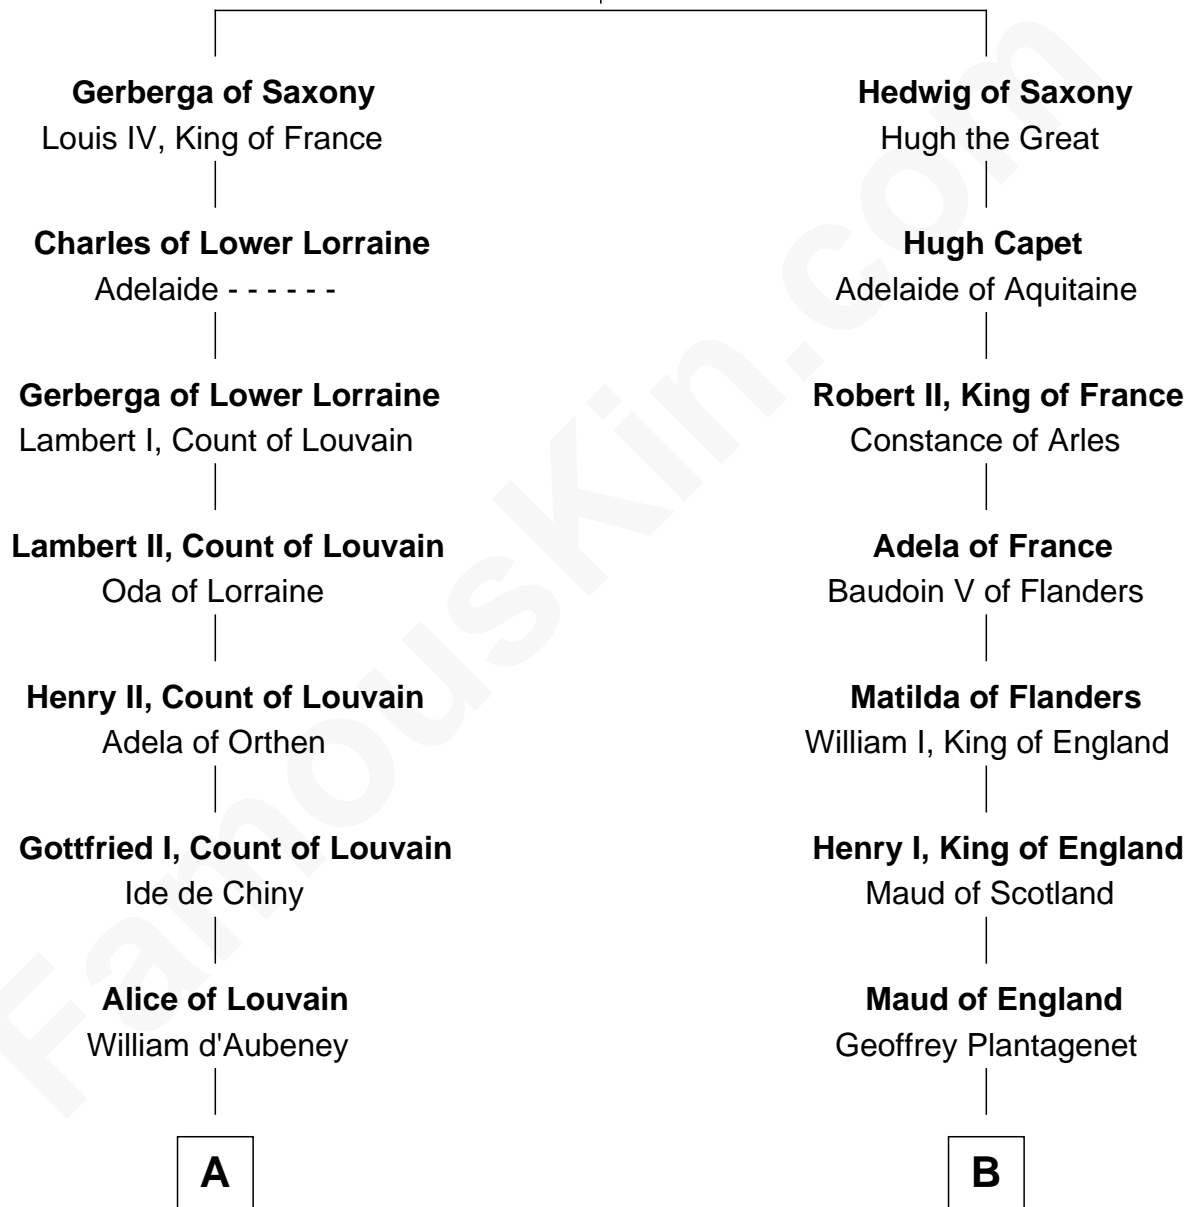 Gerberga of Saxony
Louis IV, King of France
Charles of Lower Lorraine
Adelaide - - - - - -
Gerberga of Lower Lorraine
Lambert I, Count of Louvain
Lambert II, Count of Louvain
Oda of Lorraine
Henry II, Count of Louvain
Adela of Orthen
Gottfried I, Count of Louvain
Ide de Chiny
Alice of Louvain
William d'Aubeney
A
Hedwig of Saxony
Hugh the Great
Hugh Capet
Adelaide of Aquitaine
Robert II, King of France
Constance of Arles
Adela of France
Baudoin V of Flanders
Matilda of Flanders
William I, King of England
Henry I, King of England
Maud of Scotland
Maud of England
Geoffrey Plantagenet
B
FamousKin.com